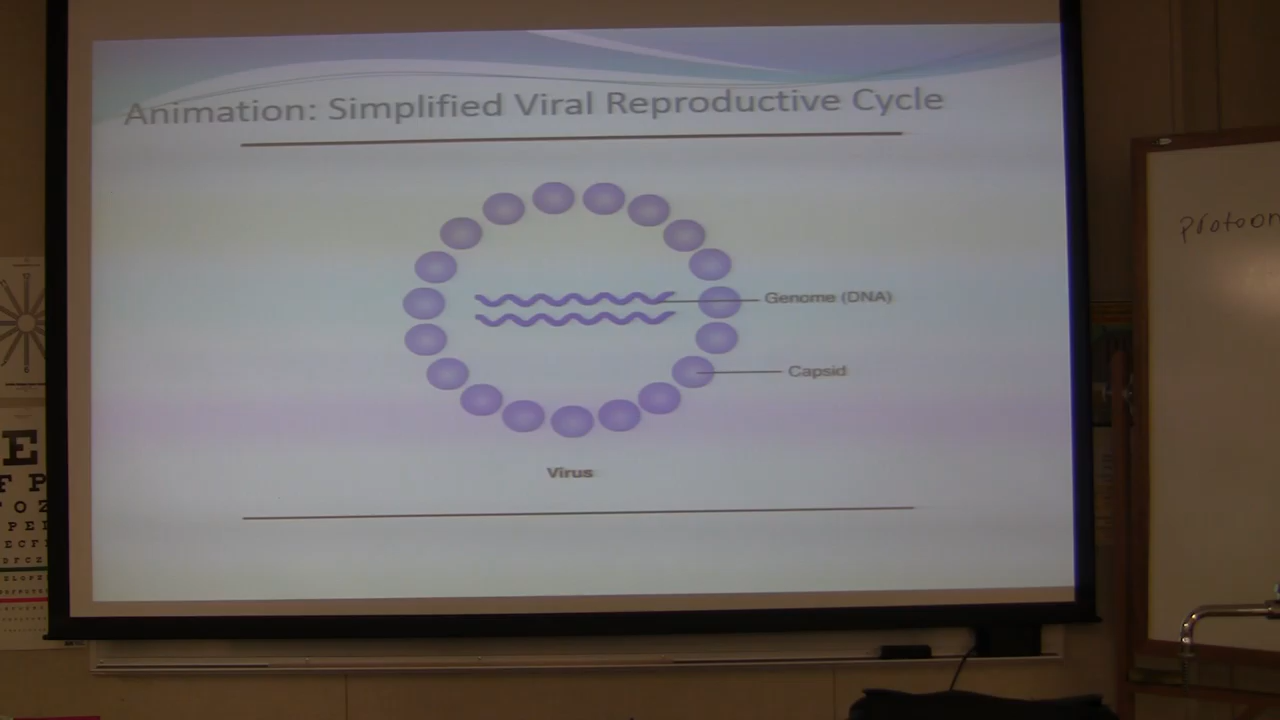 Animation: Simplified Viral Reproductive Cycle
Genome (DNA)
Capsid
Virus
E
F P
O Z
P E
E C F
D F C Z